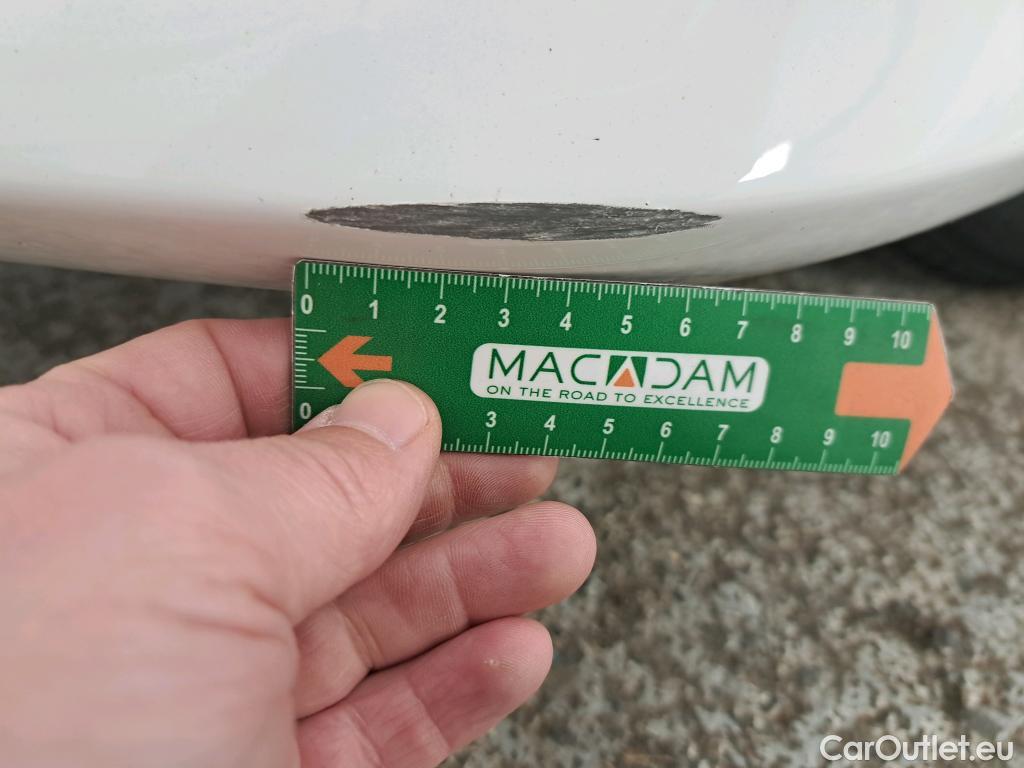 0 1 2 3 4 5 6 7 8 9 10
MACADAM
ON THE ROAD TO EXCELLENCE
0 3 4 5 6 7 8 9 10
CarOutlet.eu